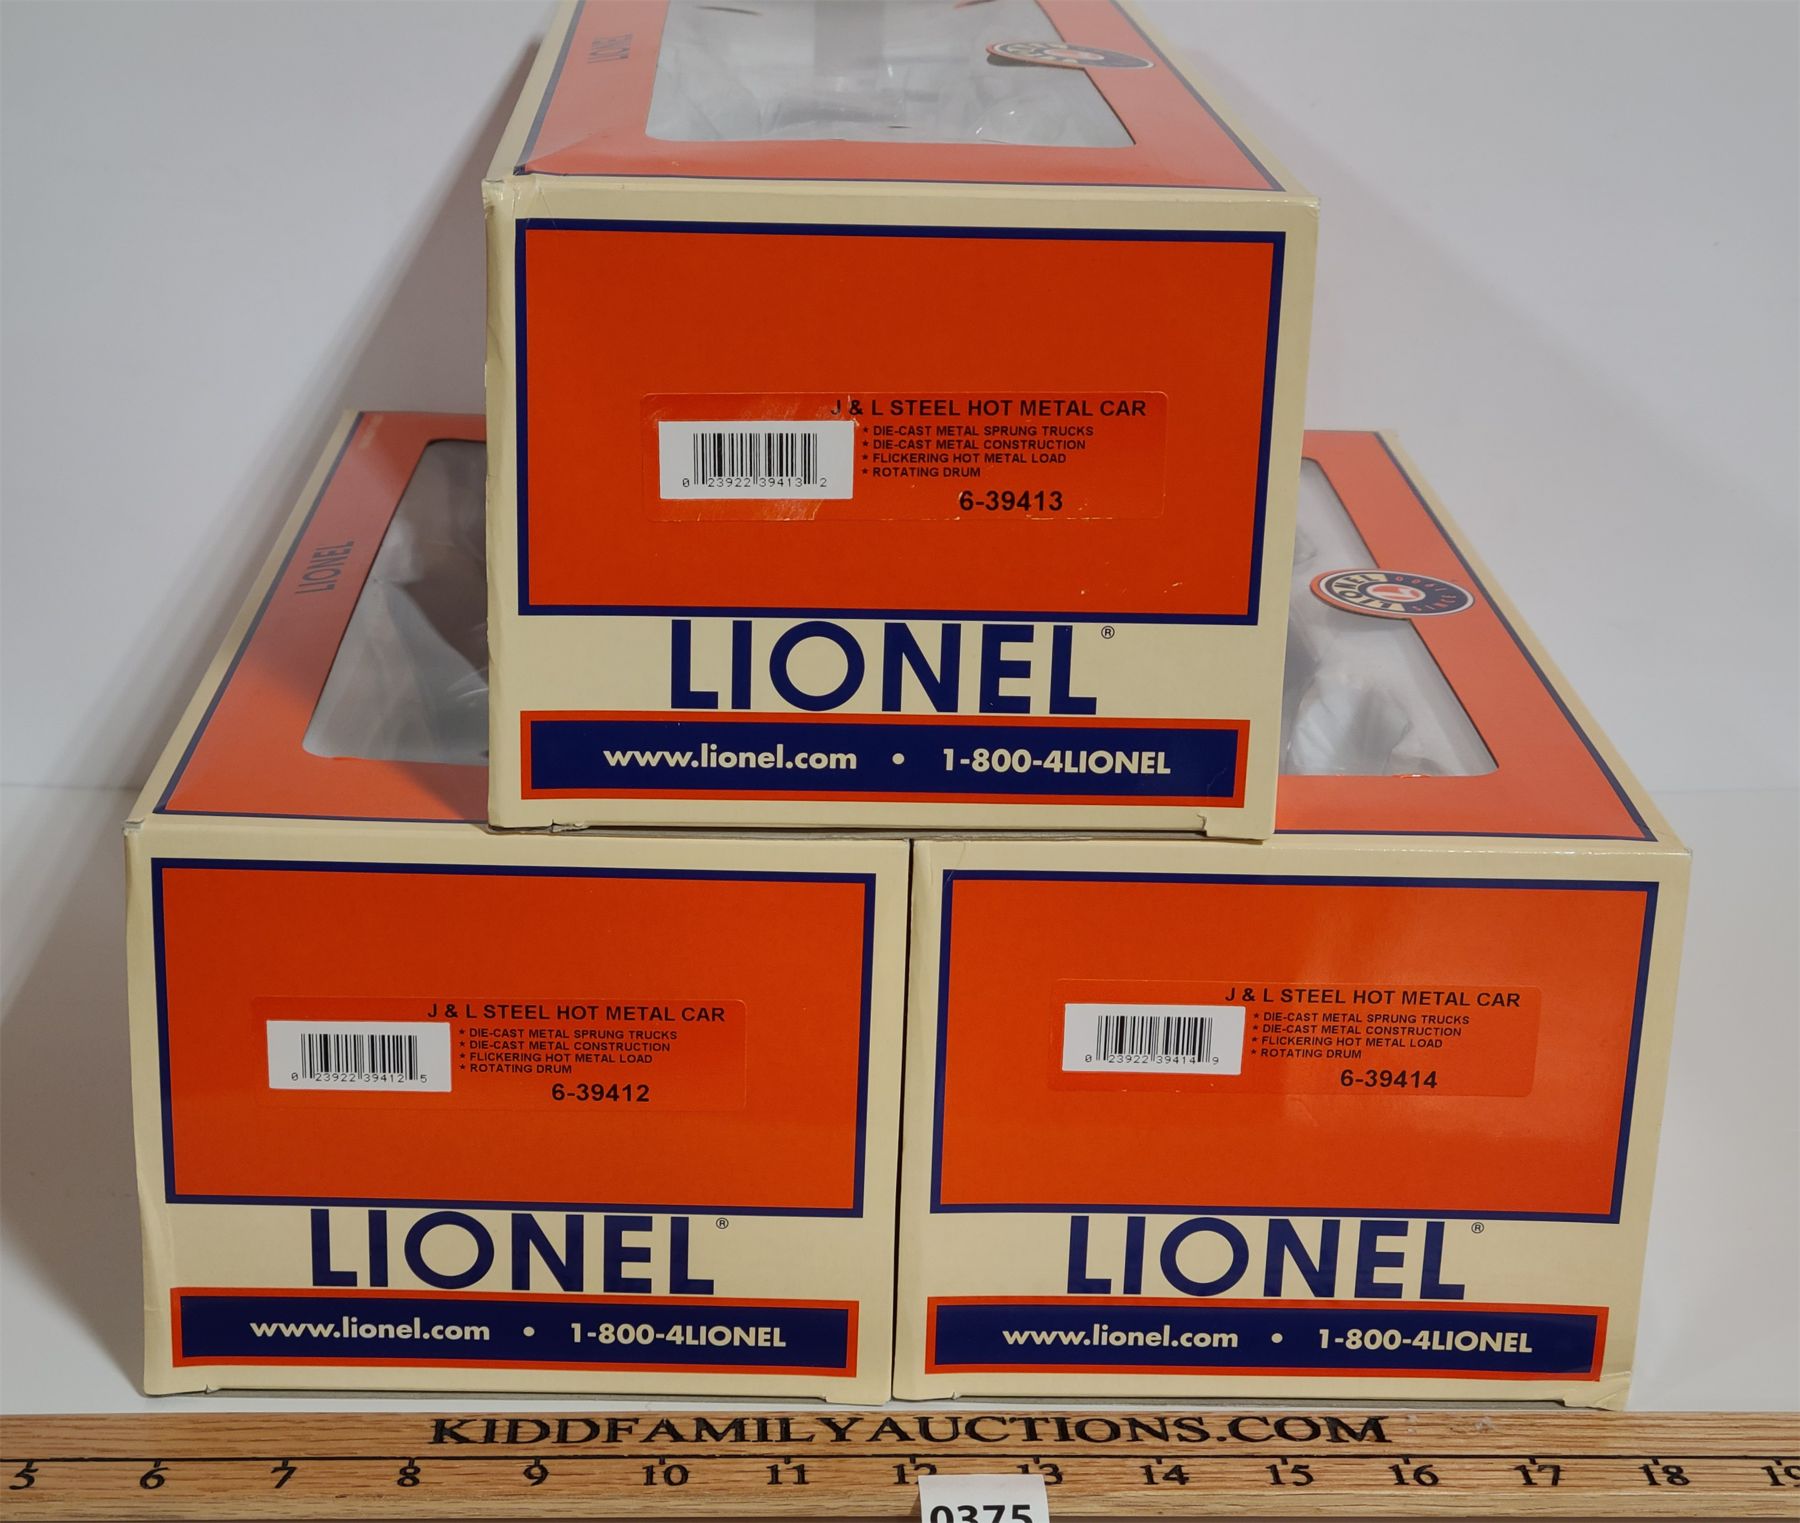 LIONEL
J & L STEEL HOT METAL CAR
* DIE-CAST METAL SPRUNG TRUCKS
* DIE-CAST METAL CONSTRUCTION
* FLICKERING HOT METAL LOAD
* ROTATING DRUM
0 23922 39413 2
6-39413
LIONEL®
www.lionel.com • 1-800-4LIONEL
LIONEL
LIONEL
L
SINCE
J & L STEEL HOT METAL CAR
* DIE-CAST METAL SPRUNG TRUCKS
* DIE-CAST METAL CONSTRUCTION
* FLICKERING HOT METAL LOAD
* ROTATING DRUM
0 23922 39412 5
6-39412
LIONEL®
www.lionel.com • 1-800-4LIONEL
J & L STEEL HOT METAL CAR
* DIE-CAST METAL SPRUNG TRUCKS
* DIE-CAST METAL CONSTRUCTION
* FLICKERING HOT METAL LOAD
* ROTATING DRUM
0 23922 39414 9
6-39414
LIONEL®
www.lionel.com • 1-800-4LIONEL
KIDDFAMILYAUCTIONS.COM
5 6 7 8 9 10 11 12 13 14 15 16 17 18 19
0375